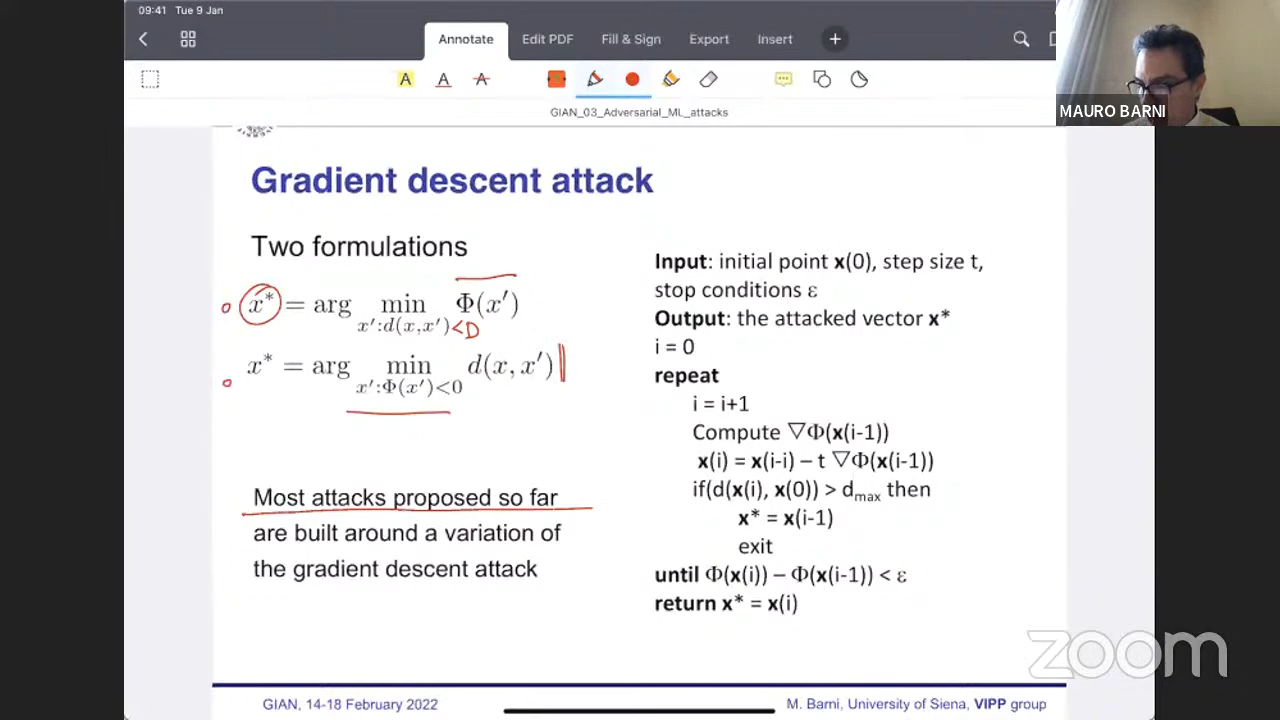 09:41 Tue 9 Jan
Annotate Edit PDF Fill & Sign Export Insert +
A A A
GIAN_03_Adversarial_ML_attacks
MAURO BARNI
Gradient descent attack
Two formulations
x* = arg min Φ(x′)
x′:d(x,x′) <D
x* = arg min d(x, x′)
x′:Φ(x′)<0
Most attacks proposed so far
are built around a variation of
the gradient descent attack
Input: initial point x(0), step size t,
stop conditions ε
Output: the attacked vector x*
i = 0
repeat
i = i+1
Compute ▽Φ(x(i-1))
x(i) = x(i-i) – t ▽Φ(x(i-1))
if(d(x(i), x(0)) > dmax then
x* = x(i-1)
exit
until Φ(x(i)) – Φ(x(i-1)) < ε
return x* = x(i)
zoom
GIAN, 14-18 February 2022
M. Barni, University of Siena, VIPP group